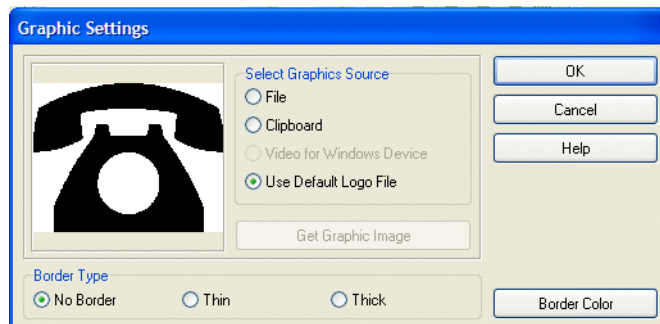 Graphic Settings
Select Graphics Source
File
Clipboard
Video for Windows Device
Use Default Logo File
Get Graphic Image
OK
Cancel
Help
Border Type
No Border Thin Thick
Border Color